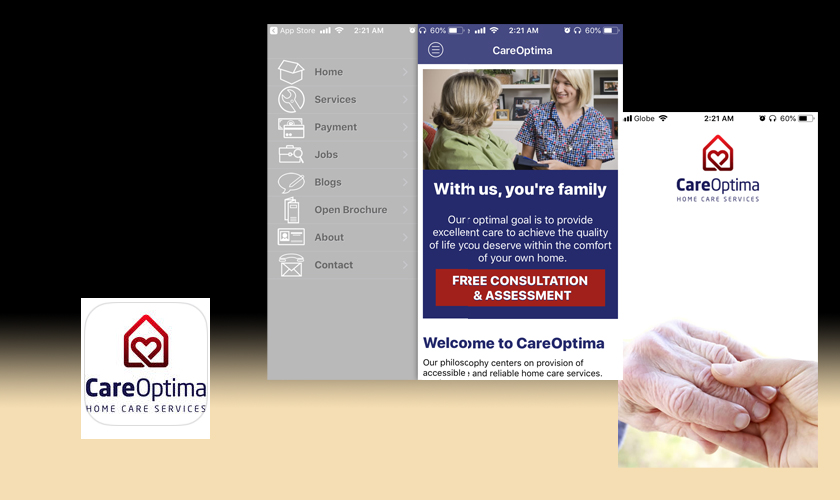 App Store 2:21 AM
60% 2:21 AM 60%
CareOptima
Home
Services
Payment
Jobs
Blogs
Open Brochure
About
Contact
With us, you're family
Our optimal goal is to provide
excellent care to achieve the quality
of life you deserve within the comfort
of your own home.
FREE CONSULTATION
& ASSESSMENT
Welcome to CareOptima
Our philosophy centers on provision of
accessible and reliable home care services.
Globe 2:21 AM 60%
CareOptima
HOME CARE SERVICES
CareOptima
HOME CARE SERVICES